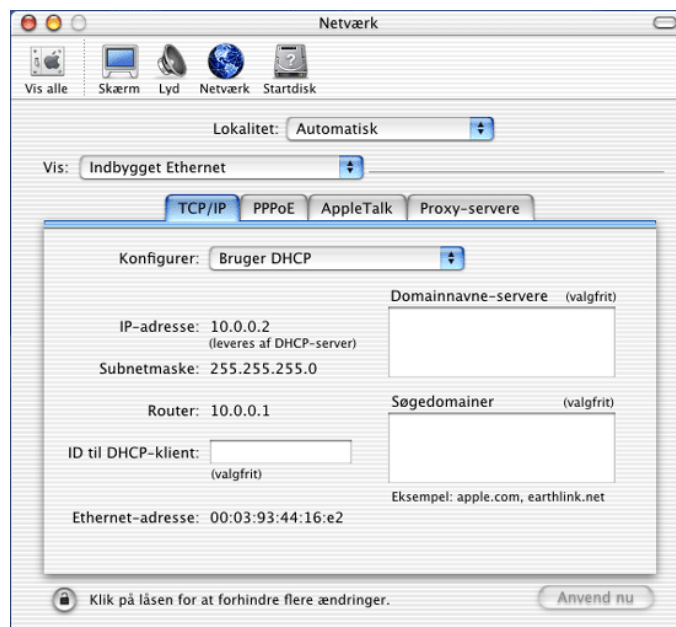 Netværk
Vis alle
Skærm
Lyd
Netværk
Startdisk
Lokalitet: Automatisk
Vis: Indbygget Ethernet
TCP/IP
PPPoE
AppleTalk
Proxy-servere
Konfigurer: Bruger DHCP
Domainnavne-servere (valgfrit)
IP-adresse: 10.0.0.2
(leveres af DHCP-server)
Subnetmaske: 255.255.255.0
Router: 10.0.0.1
Søgedomainer (valgfrit)
ID til DHCP-klient:
(valgfrit)
Eksempel: apple.com, earthlink.net
Ethernet-adresse: 00:03:93:44:16:e2
Klik på låsen for at forhindre flere ændringer.
Anvend nu